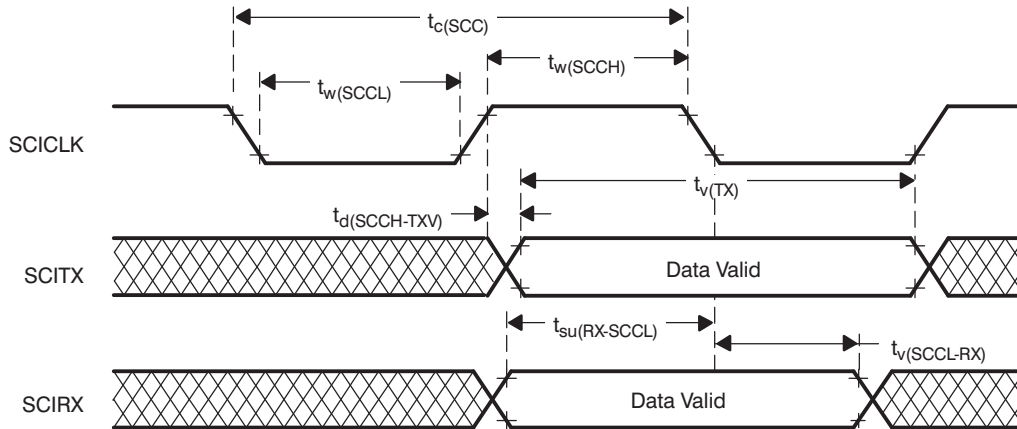 tc(SCC)
tw(SCCH)
tw(SCCL)
SCICLK
tv(TX)
td(SCCH-TXV)
SCITX
Data Valid
tsu(RX-SCCL)
tv(SCCL-RX)
SCIRX
Data Valid